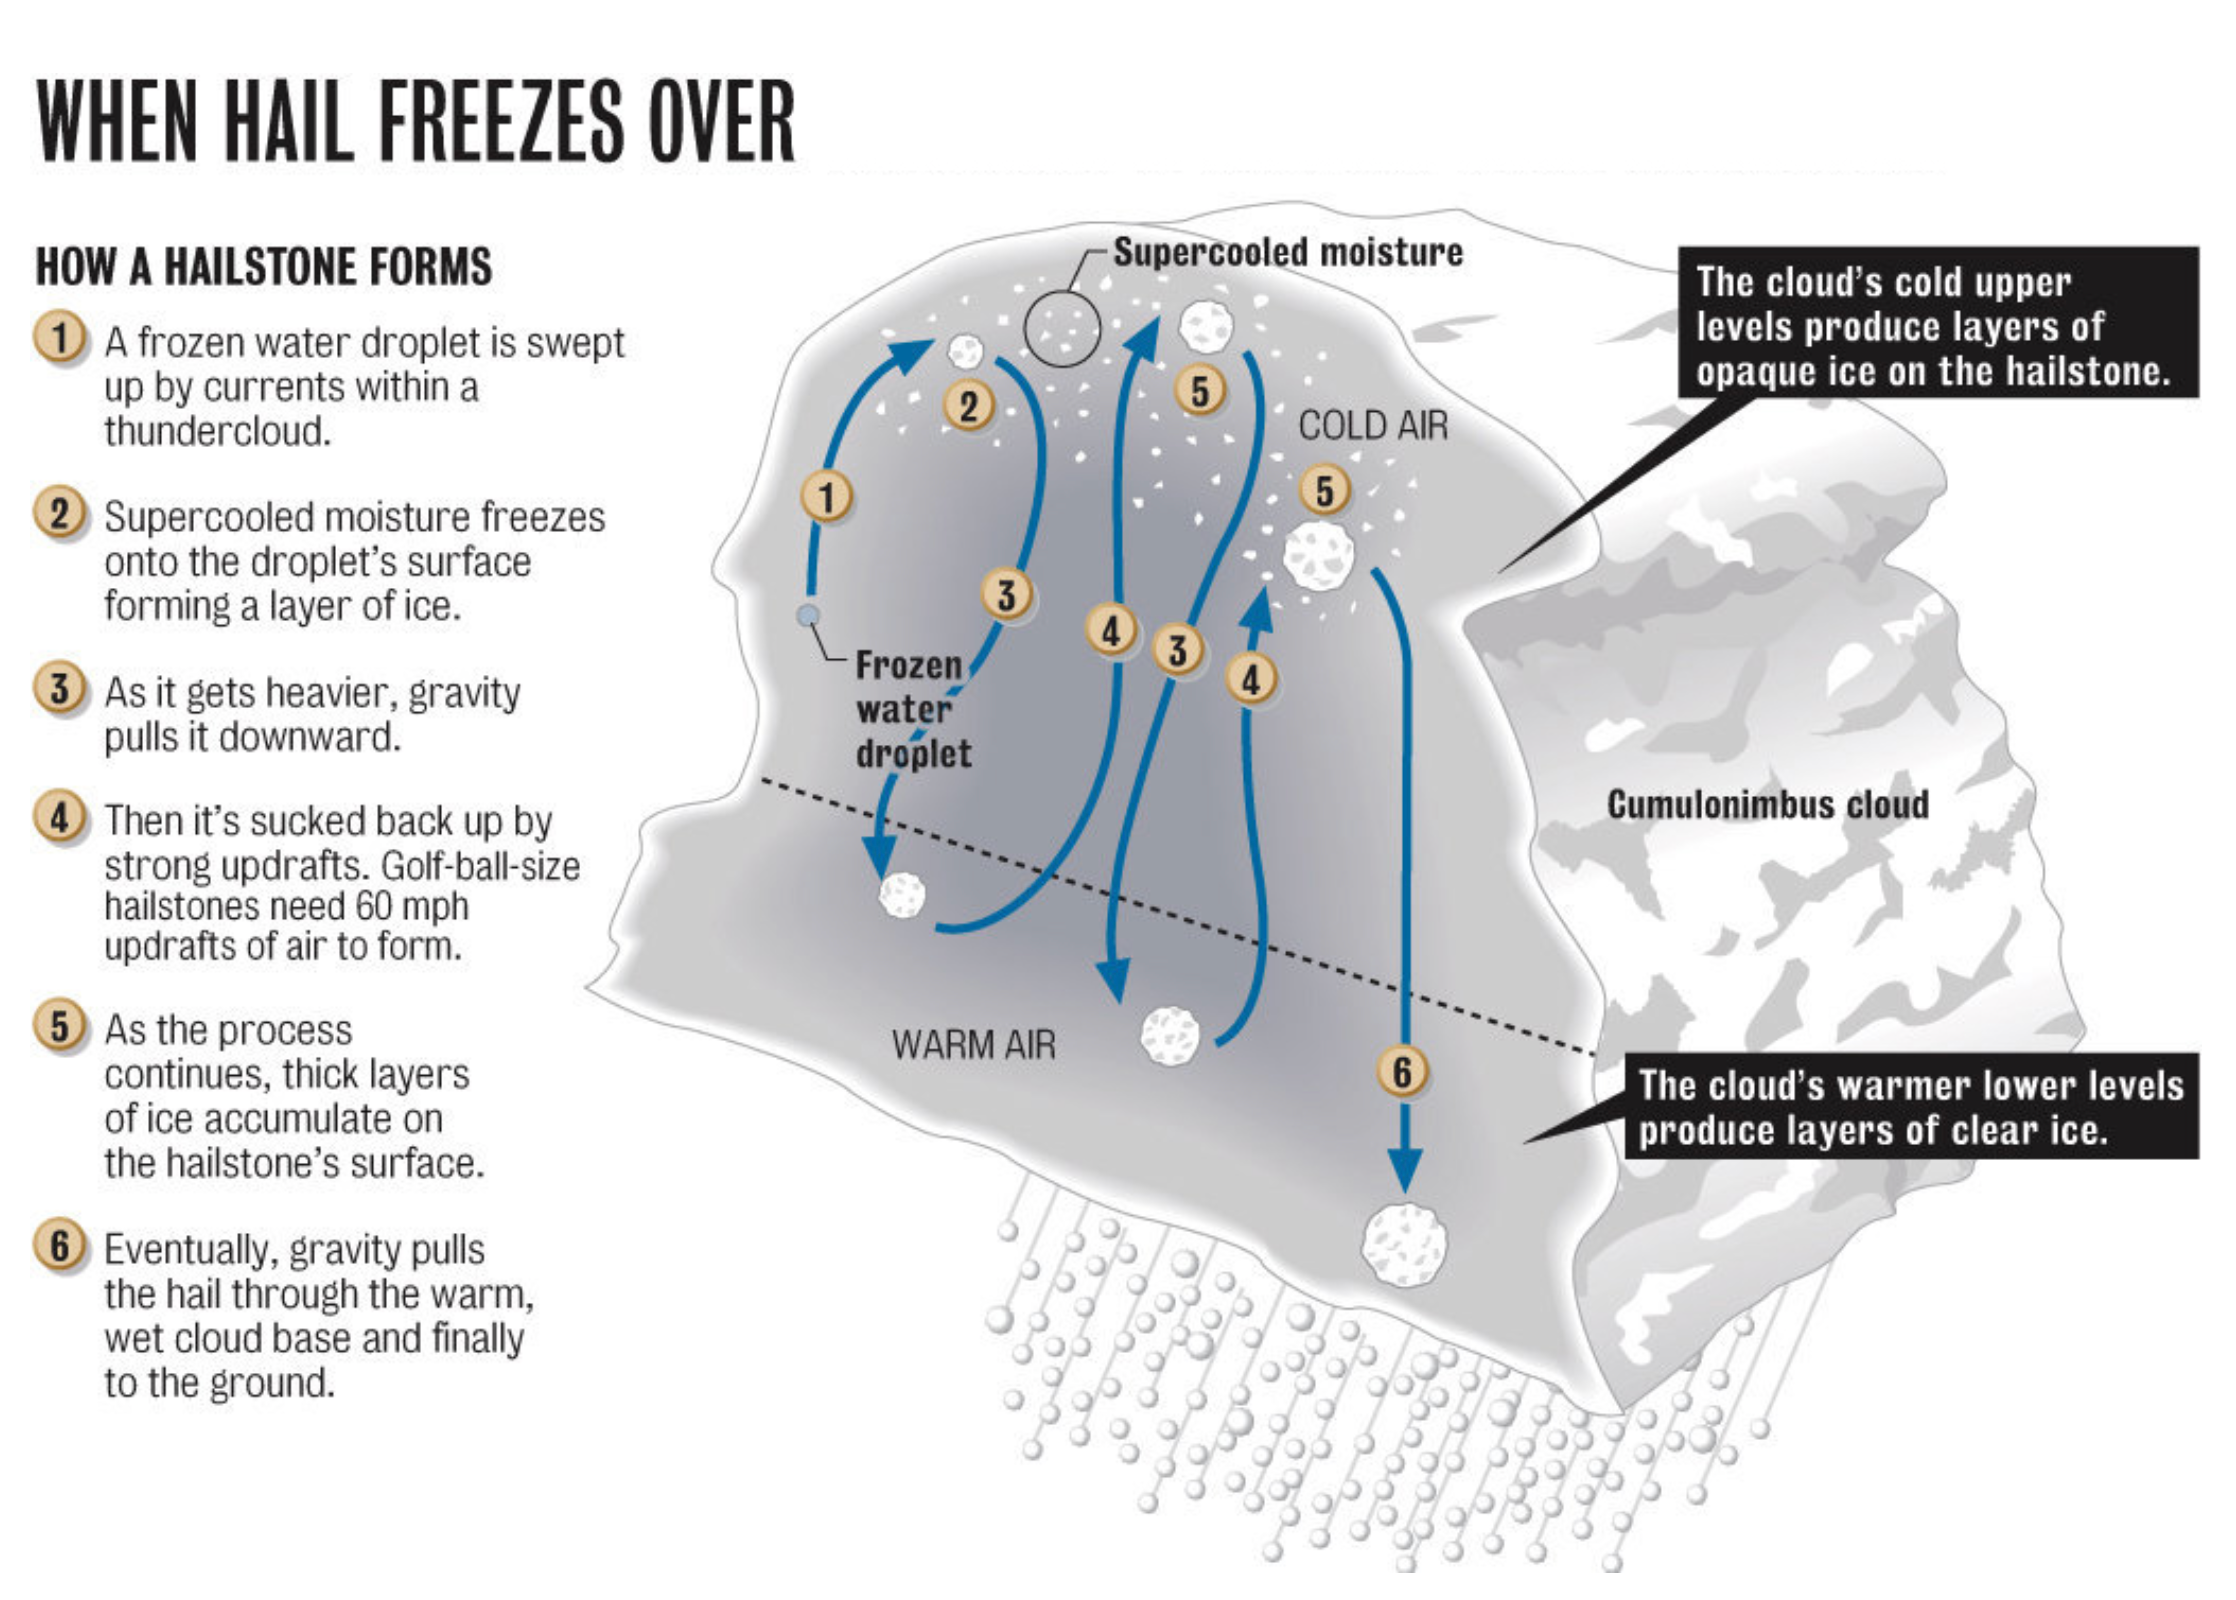 WHEN HAIL FREEZES OVER
HOW A HAILSTONE FORMS
1 A frozen water droplet is swept
up by currents within a
thundercloud.
2 Supercooled moisture freezes
onto the droplet's surface
forming a layer of ice.
3 As it gets heavier, gravity
pulls it downward.
4 Then it's sucked back up by
strong updrafts. Golf-ball-size
hailstones need 60 mph
updrafts of air to form.
5 As the process
continues, thick layers
of ice accumulate on
the hailstone's surface.
6 Eventually, gravity pulls
the hail through the warm,
wet cloud base and finally
to the ground.
Supercooled moisture
The cloud's cold upper
levels produce layers of
opaque ice on the hailstone.
2
5
COLD AIR
1
5
3
4
3
4
Frozen
water
droplet
Cumulonimbus cloud
WARM AIR
6
The cloud's warmer lower levels
produce layers of clear ice.